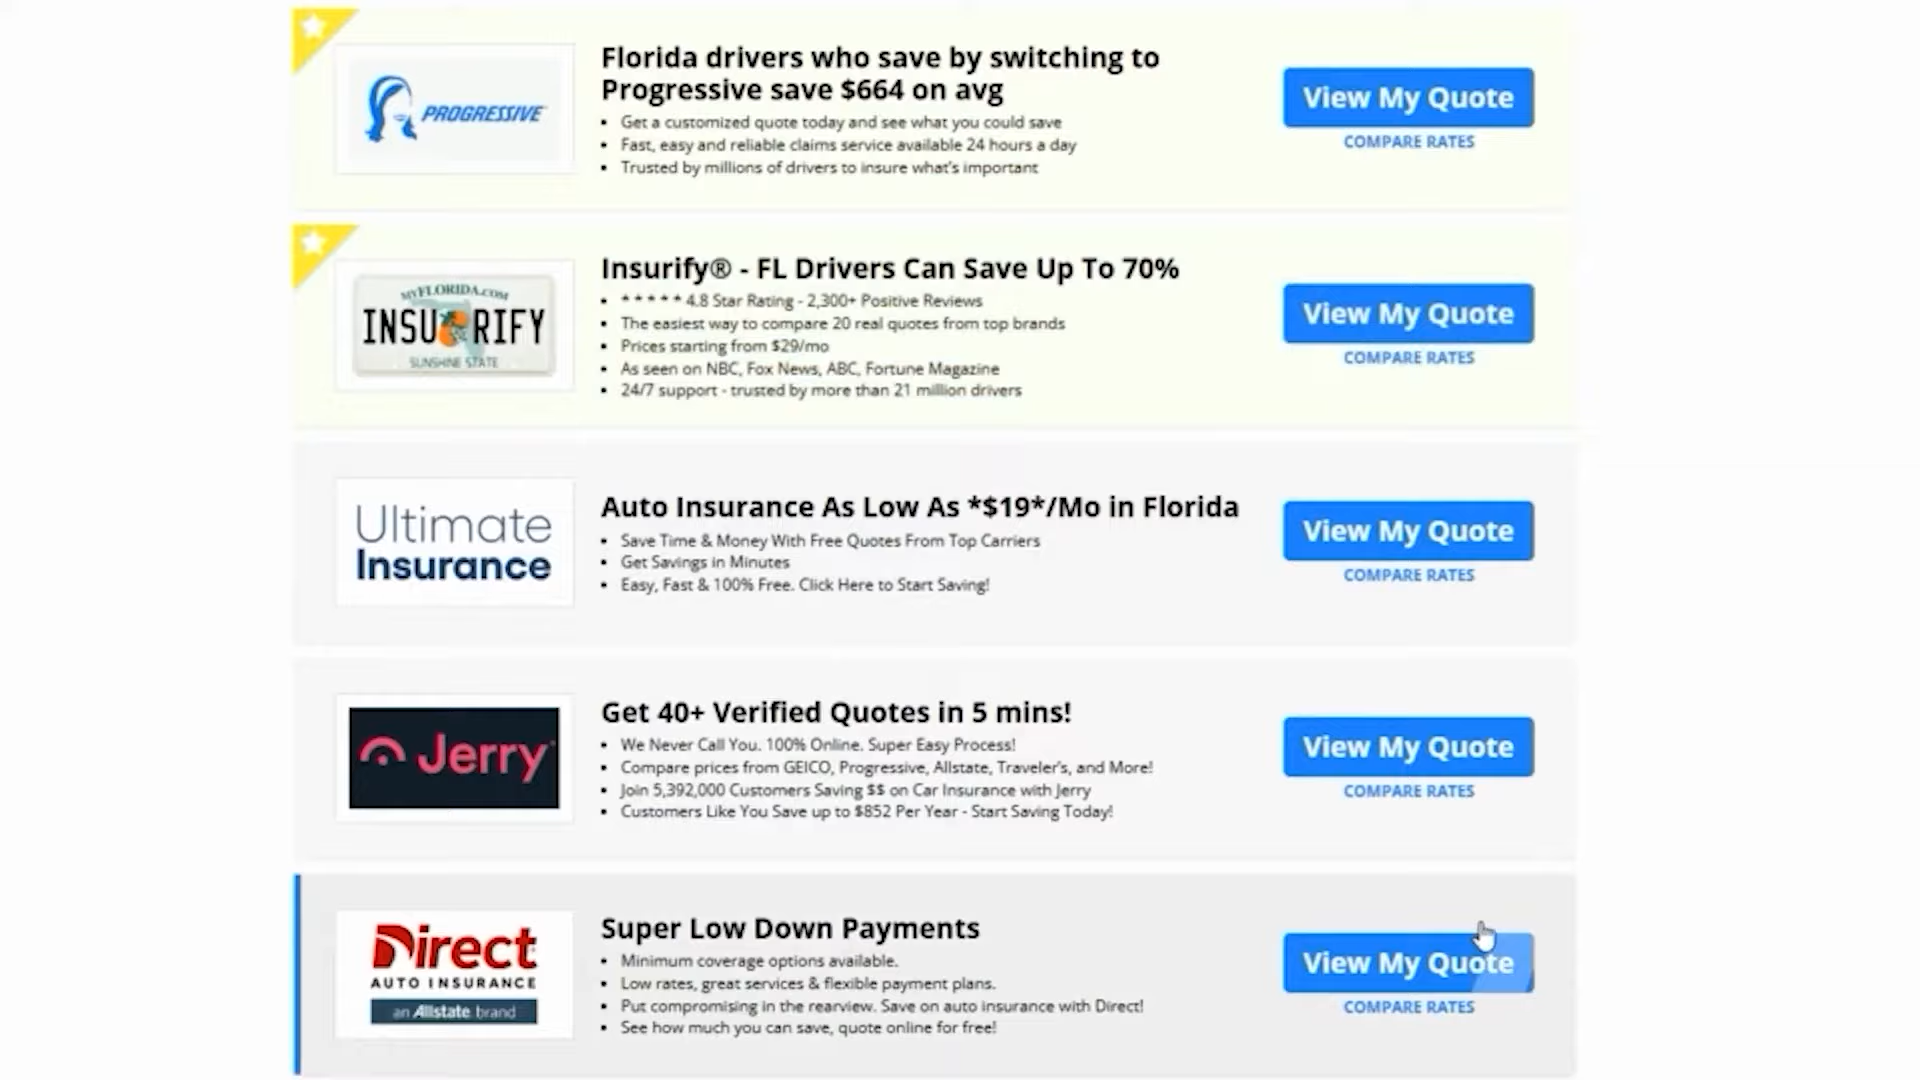 PROGRESSIVE
Florida drivers who save by switching to
Progressive save $664 on avg
• Get a customized quote today and see what you could save
• Fast, easy and reliable claims service available 24 hours a day
• Trusted by millions of drivers to insure what's important
View My Quote
COMPARE RATES
MYFLORIDA.COM
INSURIFY
SUNSHINE STATE
Insurify® - FL Drivers Can Save Up To 70%
• * * * * * 4.8 Star Rating - 2,300+ Positive Reviews
• The easiest way to compare 20 real quotes from top brands
• Prices starting from $29/mo
• As seen on NBC, Fox News, ABC, Fortune Magazine
• 24/7 support - trusted by more than 21 million drivers
View My Quote
COMPARE RATES
Ultimate
Insurance
Auto Insurance As Low As *$19*/Mo in Florida
• Save Time & Money With Free Quotes From Top Carriers
• Get Savings in Minutes
• Easy, Fast & 100% Free. Click Here to Start Saving!
View My Quote
COMPARE RATES
Jerry
Get 40+ Verified Quotes in 5 mins!
• We Never Call You. 100% Online. Super Easy Process!
• Compare prices from GEICO, Progressive, Allstate, Traveler's, and More!
• Join 5,392,000 Customers Saving $$ on Car Insurance with Jerry
• Customers Like You Save up to $852 Per Year - Start Saving Today!
View My Quote
COMPARE RATES
Direct
AUTO INSURANCE
an Allstate brand
Super Low Down Payments
• Minimum coverage options available.
• Low rates, great services & flexible payment plans.
• Put compromising in the rearview. Save on auto insurance with Direct!
• See how much you can save, quote online for free!
View My Quote
COMPARE RATES